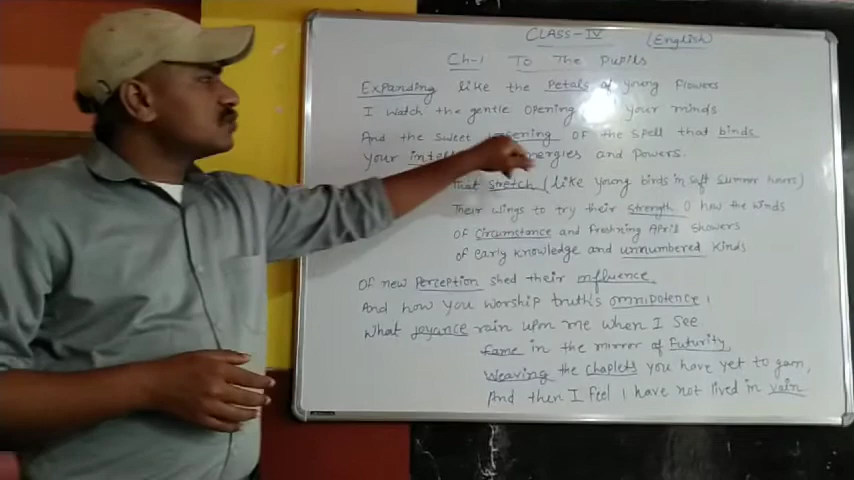 CLASS-IV (English)
Ch-1 To The Pupils
Expanding like the Petals of young Flowers
I watch the gentle opening of your minds
And the sweet of the spell that binds
your energies and Powers.
That stretch (like young birds in soft summer hours)
Their wings to try their strength O how the winds
of circumstance and freshning April showers
of early knowledge and unnumbered kinds
Of new perception shed their influence
And how you worship truth's omnipotence!
What joyance rain upon me when I see
Fame in the mirror of Futurity
Weaving the chaplets you have yet to gain,
And then I feel I have not lived in vain